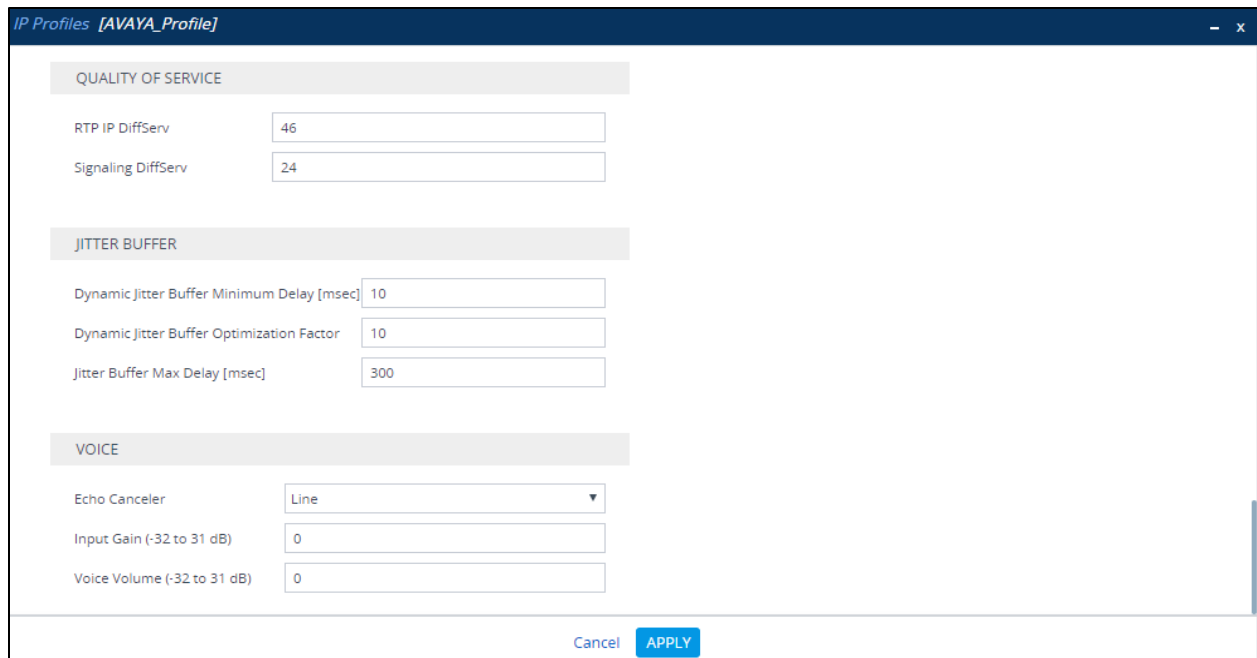 IP Profiles [AVAYA_Profile] – x
QUALITY OF SERVICE
RTP IP DiffServ 46
Signaling DiffServ 24
JITTER BUFFER
Dynamic Jitter Buffer Minimum Delay [msec] 10
Dynamic Jitter Buffer Optimization Factor 10
Jitter Buffer Max Delay [msec] 300
VOICE
Echo Canceler Line
Input Gain (-32 to 31 dB) 0
Voice Volume (-32 to 31 dB) 0
Cancel APPLY